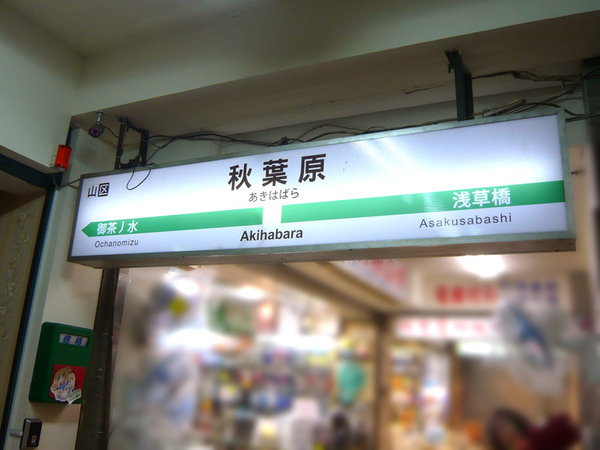 秋葉原
山区
あきはばら
御茶ノ水
浅草橋
Ochanomizu
Akihabara
Asakusabashi